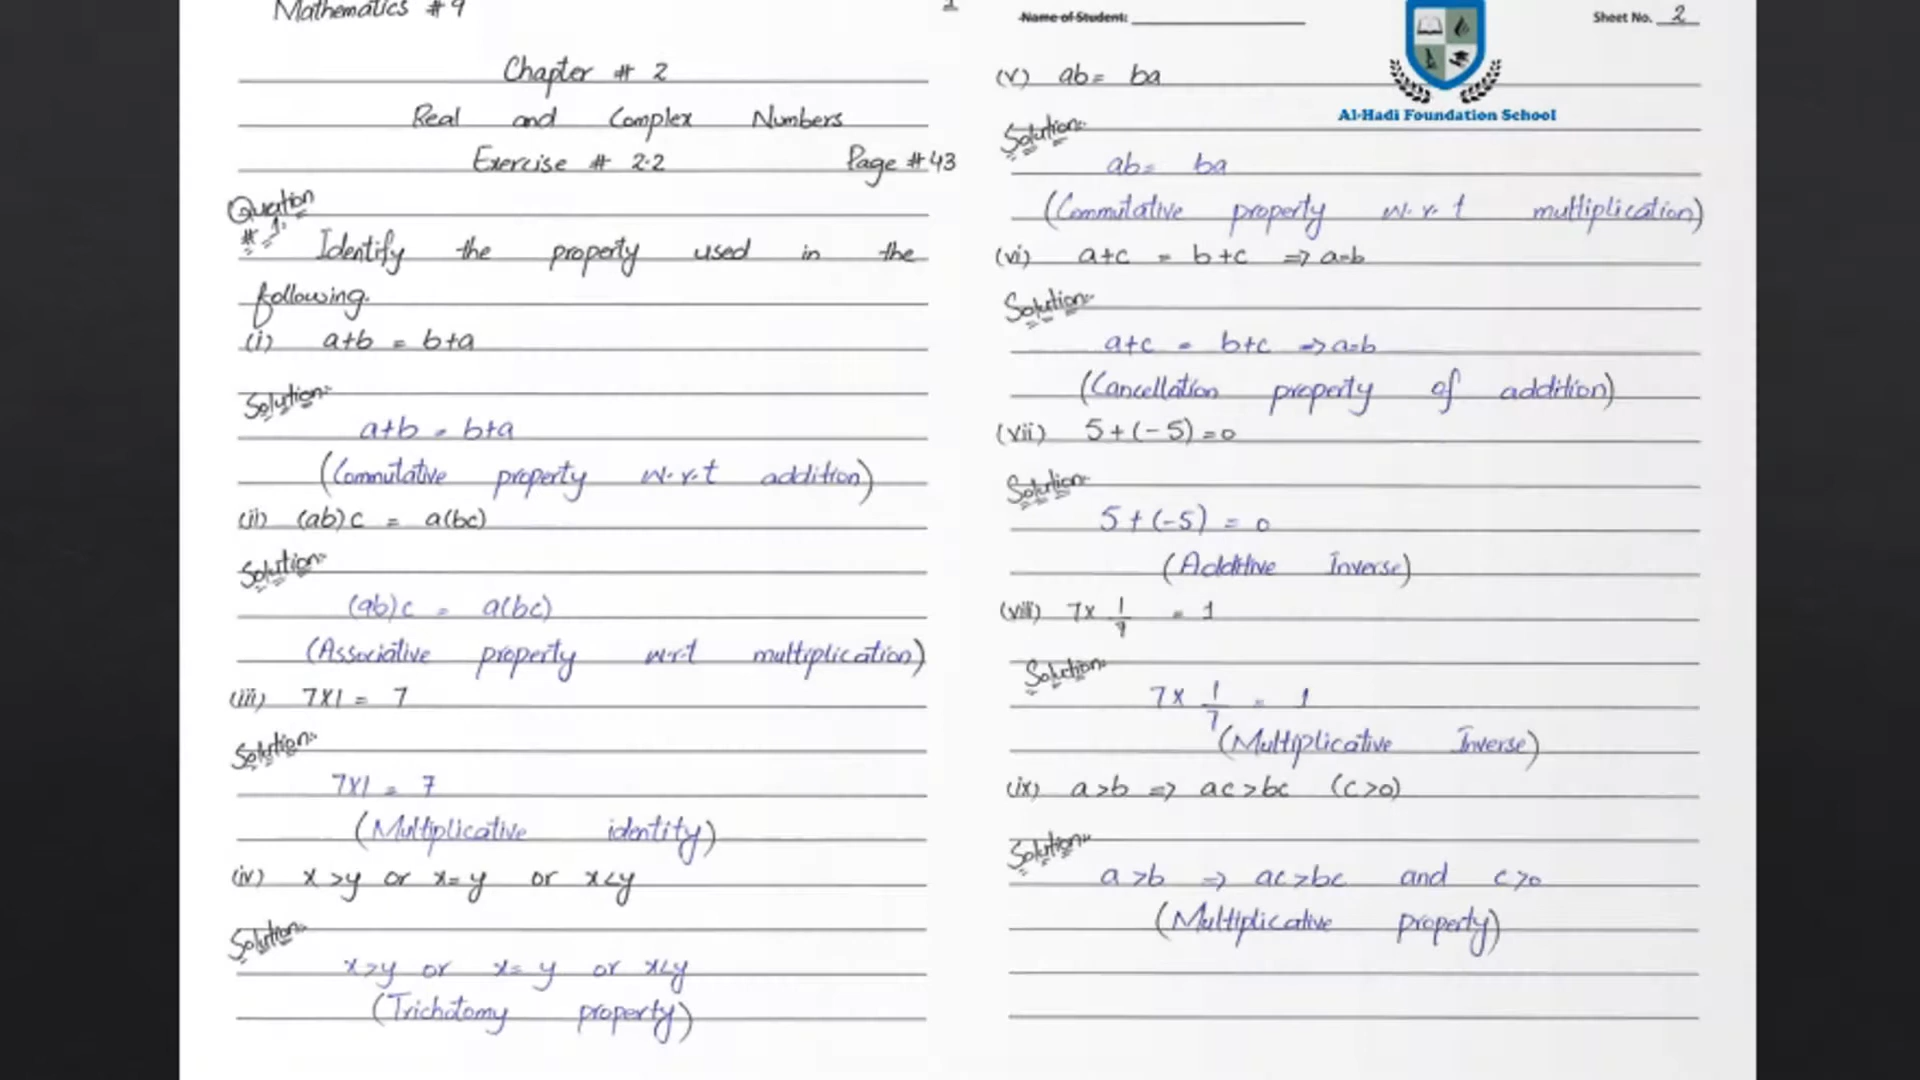 Mathematics # 9
Chapter # 2
Real and Complex Numbers
Exercise # 2.2 Page # 43
Question # 1:
Identify the property used in the
following.
(i) a+b = b+a
Solution:-
a+b = b+a
(Commutative property w.r.t addition)
(ii) (ab)c = a(bc)
Solution:-
(ab)c = a(bc)
(Associative property w.r.t multiplication)
(iii) 7x1 = 7
Solution:-
7x1 = 7
(Multiplicative identity)
(iv) x>y or x=y or x<y
Solution:-
x>y or x=y or x<y
(Trichotomy property)
1
Name of Student: Sheet No. 2
Al-Hadi Foundation School
(v) ab = ba
Solution:-
ab = ba
(Commutative property w.r.t multiplication)
(vi) a+c = b+c ⇒ a=b
Solution:-
a+c = b+c ⇒ a=b
(Cancellation property of addition)
(vii) 5+(-5)=0
Solution:-
5+(-5) = 0
(Additive Inverse)
(viii) 7x 1/7 = 1
Solution:-
7x 1/7 = 1
(Multiplicative Inverse)
(ix) a>b ⇒ ac>bc (c>0)
Solution:-
a>b ⇒ ac>bc and c>0
(Multiplicative property)